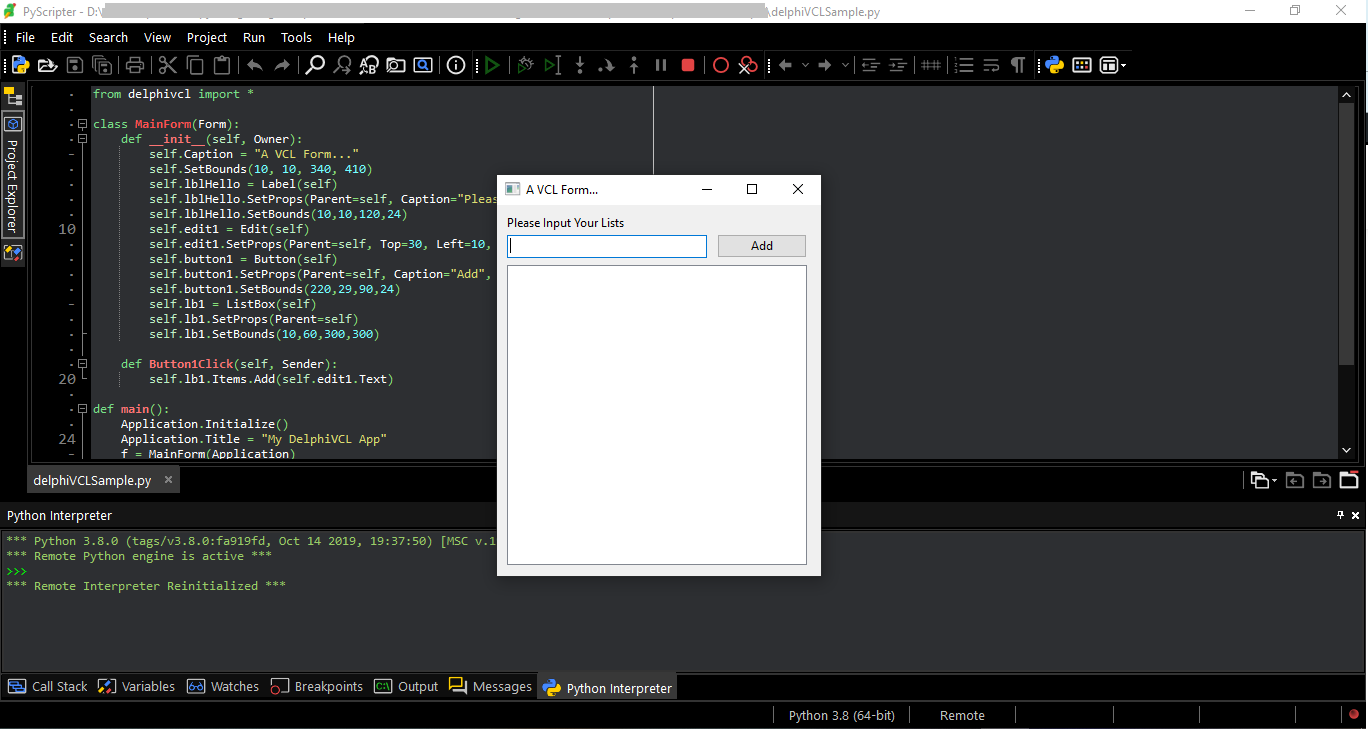 PyScripter - D:\
\delphiVCLSample.py
File Edit Search View Project Run Tools Help
Project Explorer
from delphivcl import *
class MainForm(Form):
def __init__(self, Owner):
self.Caption = "A VCL Form..."
self.SetBounds(10, 10, 340, 410)
self.lblHello = Label(self)
self.lblHello.SetProps(Parent=self, Caption="Pleas
self.lblHello.SetBounds(10,10,120,24)
10 self.edit1 = Edit(self)
self.edit1.SetProps(Parent=self, Top=30, Left=10,
self.button1 = Button(self)
self.button1.SetProps(Parent=self, Caption="Add",
self.button1.SetBounds(220,29,90,24)
self.lb1 = ListBox(self)
self.lb1.SetProps(Parent=self)
self.lb1.SetBounds(10,60,300,300)
def Button1Click(self, Sender):
20 self.lb1.Items.Add(self.edit1.Text)
def main():
Application.Initialize()
24 Application.Title = "My DelphiVCL App"
f = MainForm(Application)
A VCL Form...
Please Input Your Lists
Add
delphiVCLSample.py
Python Interpreter
*** Python 3.8.0 (tags/v3.8.0:fa919fd, Oct 14 2019, 19:37:50) [MSC v.1
*** Remote Python engine is active ***
>>>
*** Remote Interpreter Reinitialized ***
Call Stack Variables Watches Breakpoints Output Messages Python Interpreter
Python 3.8 (64-bit) Remote